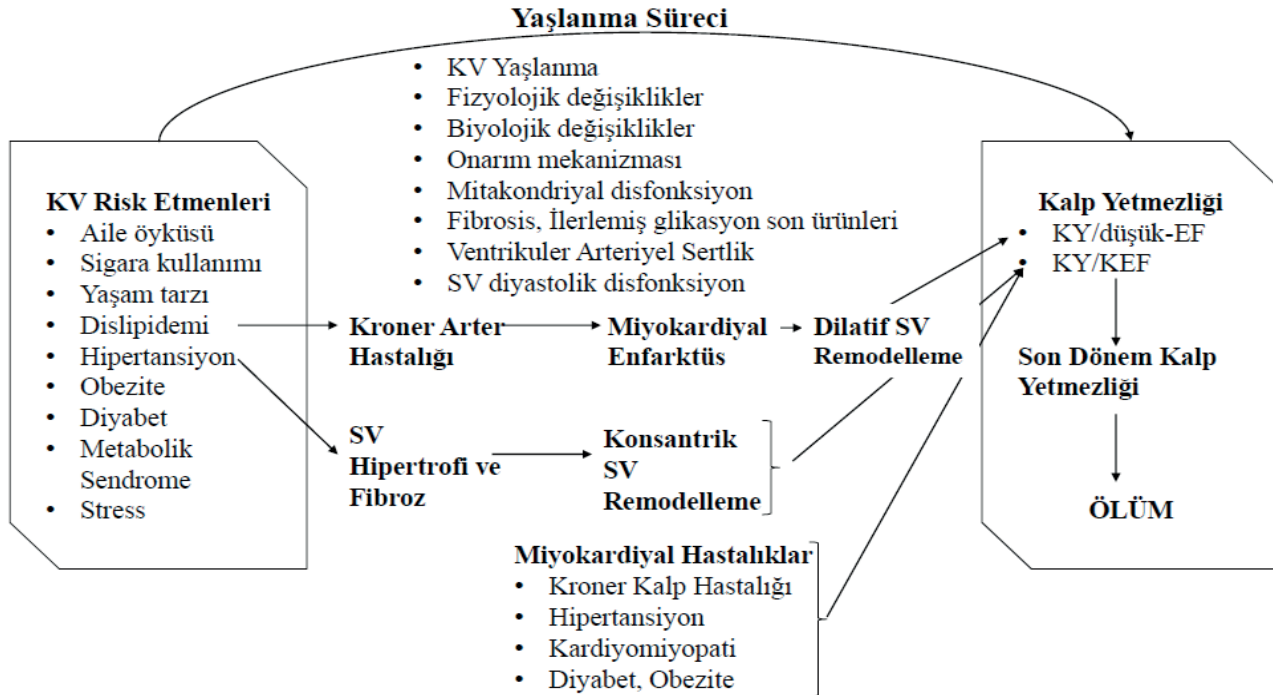 Yaşlanma Süreci
• KV Yaşlanma
• Fizyolojik değişiklikler
• Biyolojik değişiklikler
• Onarım mekanizması
• Mitakondriyal disfonksiyon
• Fibrosis, İlerlemiş glikasyon son ürünleri
• Ventrikuler Arteriyel Sertlik
• SV diyastolik disfonksiyon
KV Risk Etmenleri
• Aile öyküsü
• Sigara kullanımı
• Yaşam tarzı
• Dislipidemi
• Hipertansiyon
• Obezite
• Diyabet
• Metabolik
Sendrome
• Stress
Kroner Arter
Hastalığı
Miyokardiyal
Enfarktüs
Dilatif SV
Remodelleme
SV
Hipertrofi ve
Fibroz
Konsantrik
SV
Remodelleme
Miyokardiyal Hastalıklar
• Kroner Kalp Hastalığı
• Hipertansiyon
• Kardiyomiyopati
• Diyabet, Obezite
Kalp Yetmezliği
• KY/düşük-EF
• KY/KEF
Son Dönem Kalp
Yetmezliği
ÖLÜM